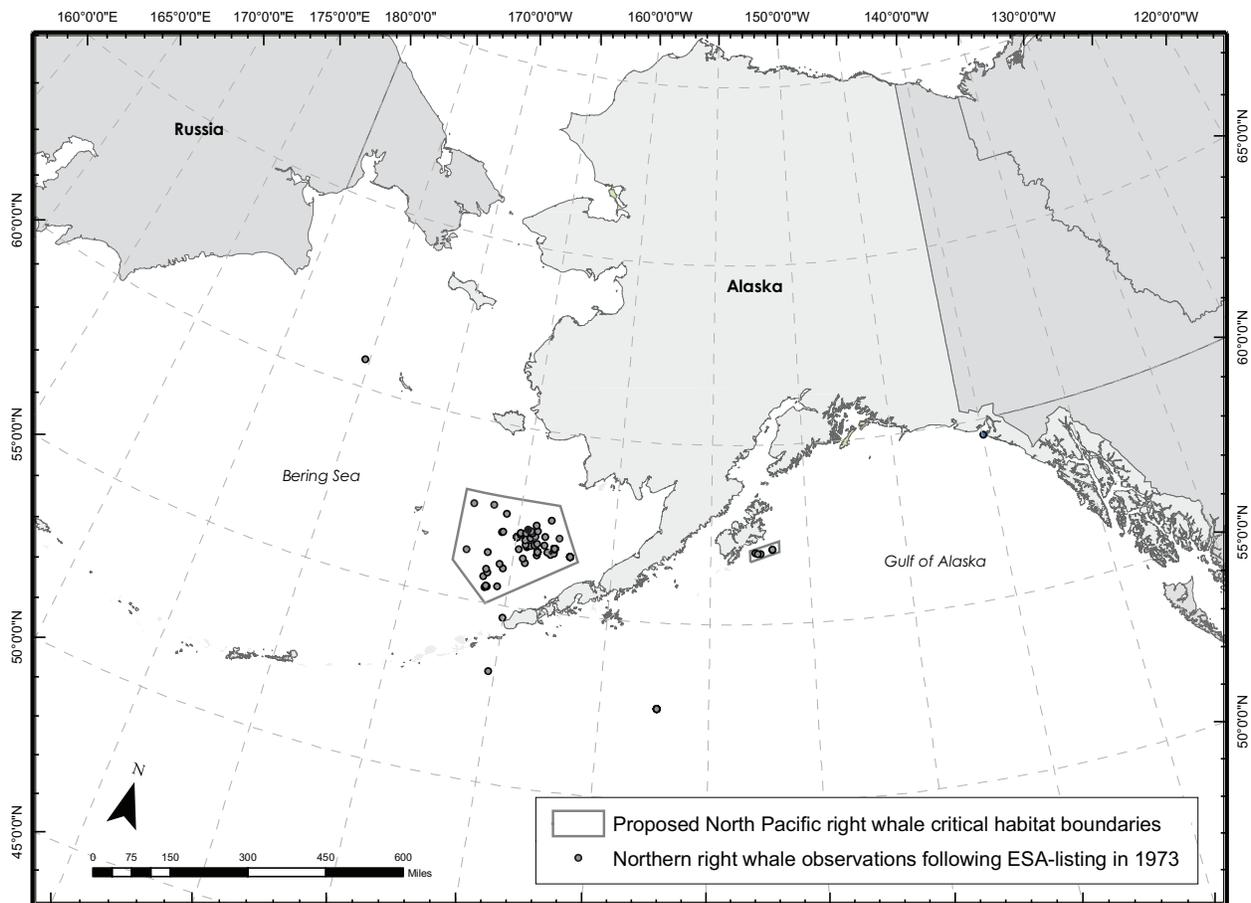 160°0'0"W 165°0'0"W 170°0'0"W 175°0'0"W 180°0'0" 170°0'0"W 160°0'0"W 150°0'0"W 140°0'0"W 130°0'0"W 120°0'0"W
Russia
65°0'0"N
60°0'0"N
Alaska
60°0'0"N
55°0'0"N
Bering Sea
55°0'0"N
Gulf of Alaska
50°0'0"N
50°0'0"N
N
45°0'0"N
0 75 150 300 450 600
Miles
Proposed North Pacific right whale critical habitat boundaries
Northern right whale observations following ESA-listing in 1973